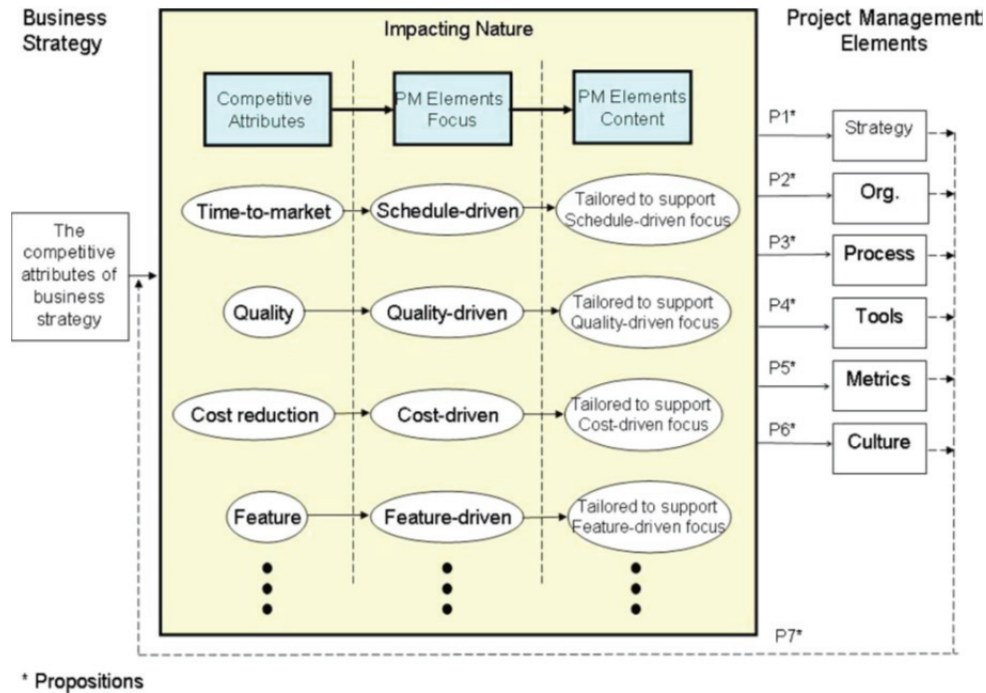 Business
Strategy
Impacting Nature
Project Management
Elements
Competitive
Attributes
PM Elements
Focus
PM Elements
Content
P1*
Strategy
Time-to-market
Schedule-driven
Tailored to support
Schedule-driven focus
P2*
Org.
The
competitive
attributes of
business
strategy
P3*
Process
Quality
Quality-driven
Tailored to support
Quality-driven focus
P4*
Tools
P5*
Metrics
Cost reduction
Cost-driven
Tailored to support
Cost-driven focus
P6*
Culture
Feature
Feature-driven
Tailored to support
Feature-driven focus
P7*
* Propositions